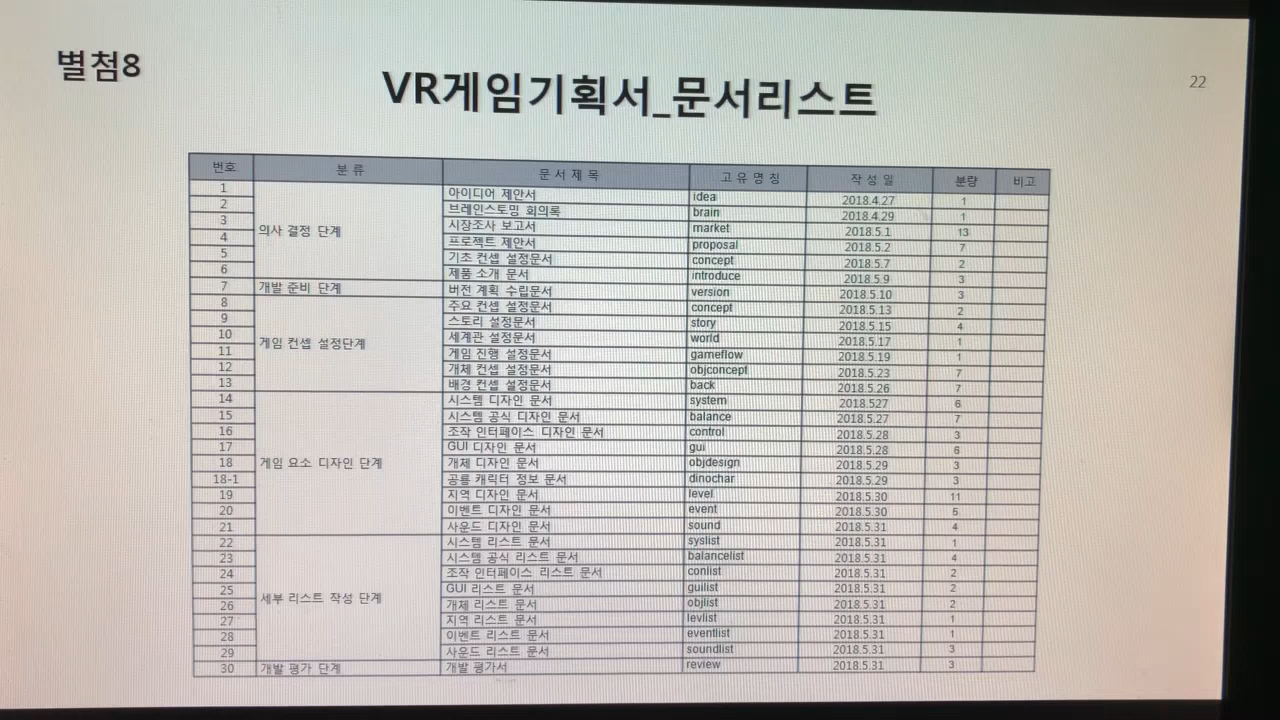 별첨8
VR게임기획서_문서리스트
22
번호 분류 문서제목 고유명칭 작성일 분량 비고
1 의사 결정 단계 아이디어 제안서 idea 2018.4.27 1
2 브레인스토밍 회의록 brain 2018.4.29 1
3 시장조사 보고서 market 2018.5.1 13
4 프로젝트 제안서 proposal 2018.5.2 7
5 기초 컨셉 설정문서 concept 2018.5.7 2
6 제품 소개 문서 introduce 2018.5.9 3
7 개발 준비 단계 버전 계획 수립문서 version 2018.5.10 3
8 게임 컨셉 설정단계 주요 컨셉 설정문서 concept 2018.5.13 2
9 스토리 설정문서 story 2018.5.15 4
10 세계관 설정문서 world 2018.5.17 1
11 게임 진행 설정문서 gameflow 2018.5.19 1
12 개체 컨셉 설정문서 objconcept 2018.5.23 7
13 배경 컨셉 설정문서 back 2018.5.26 7
14 게임 요소 디자인 단계 시스템 디자인 문서 system 2018.527 6
15 시스템 공식 디자인 문서 balance 2018.5.27 7
16 조작 인터페이스 디자인 문서 control 2018.5.28 3
17 GUI 디자인 문서 gui 2018.5.28 6
18 개체 디자인 문서 objdesign 2018.5.29 3
18-1 공룡 캐릭터 정보 문서 dinochar 2018.5.29 3
19 지역 디자인 문서 level 2018.5.30 11
20 이벤트 디자인 문서 event 2018.5.30 5
21 사운드 디자인 문서 sound 2018.5.31 4
22 세부 리스트 작성 단계 시스템 리스트 문서 syslist 2018.5.31 1
23 시스템 공식 리스트 문서 balancelist 2018.5.31 4
24 조작 인터페이스 리스트 문서 conlist 2018.5.31 2
25 GUI 리스트 문서 guilist 2018.5.31 2
26 개체 리스트 문서 objlist 2018.5.31 2
27 지역 리스트 문서 levlist 2018.5.31 1
28 이벤트 리스트 문서 eventlist 2018.5.31 1
29 사운드 리스트 문서 soundlist 2018.5.31 3
30 개발 평가 단계 개발 평가서 review 2018.5.31 3